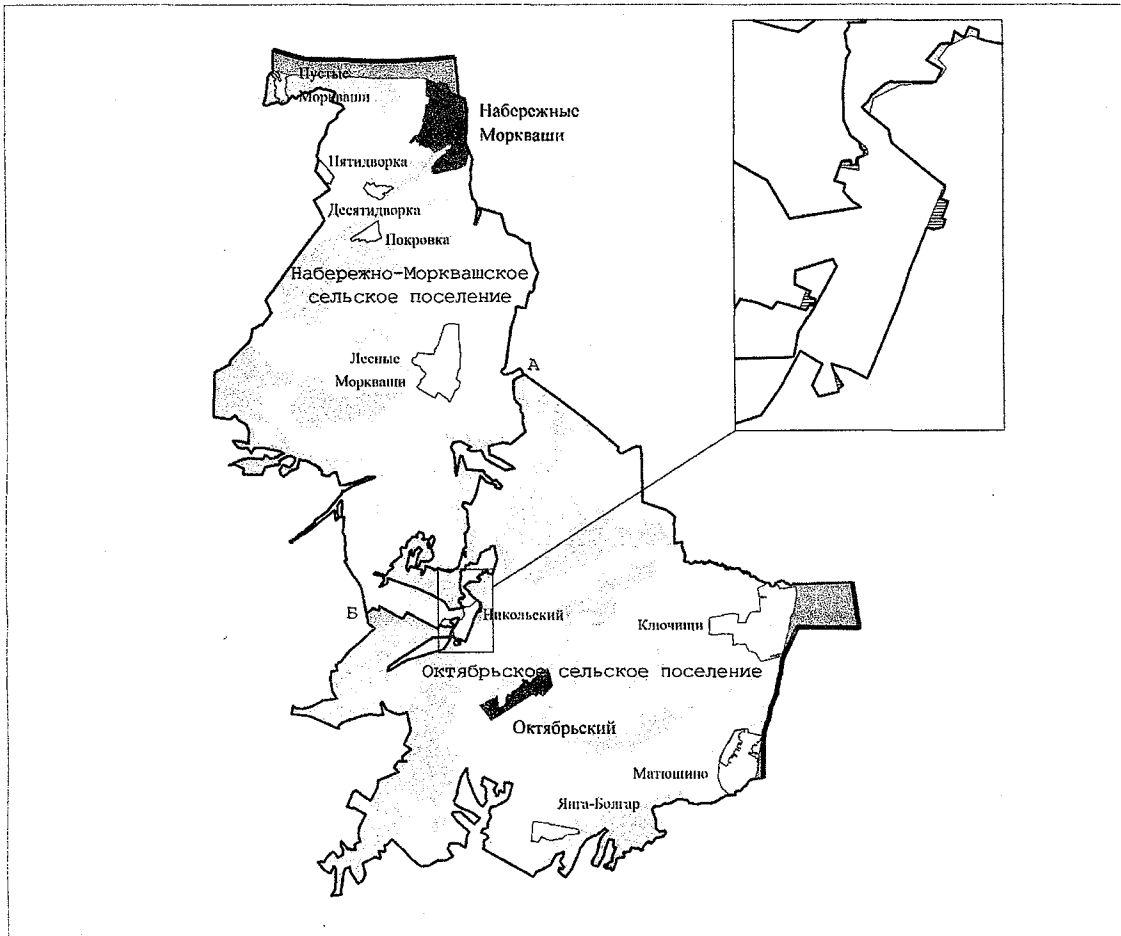 Пустые
Моркваши
Набережные
Моркваши
Пятидворка
Десятидворка
Покровка
Набережно-Моркващское
сельское поселение
Лесные
Моркваши
А
Б
Никольский
Ключищи
Октябрьское сельское поселение
Октябрьский
Матюшино
Янга-Болгар